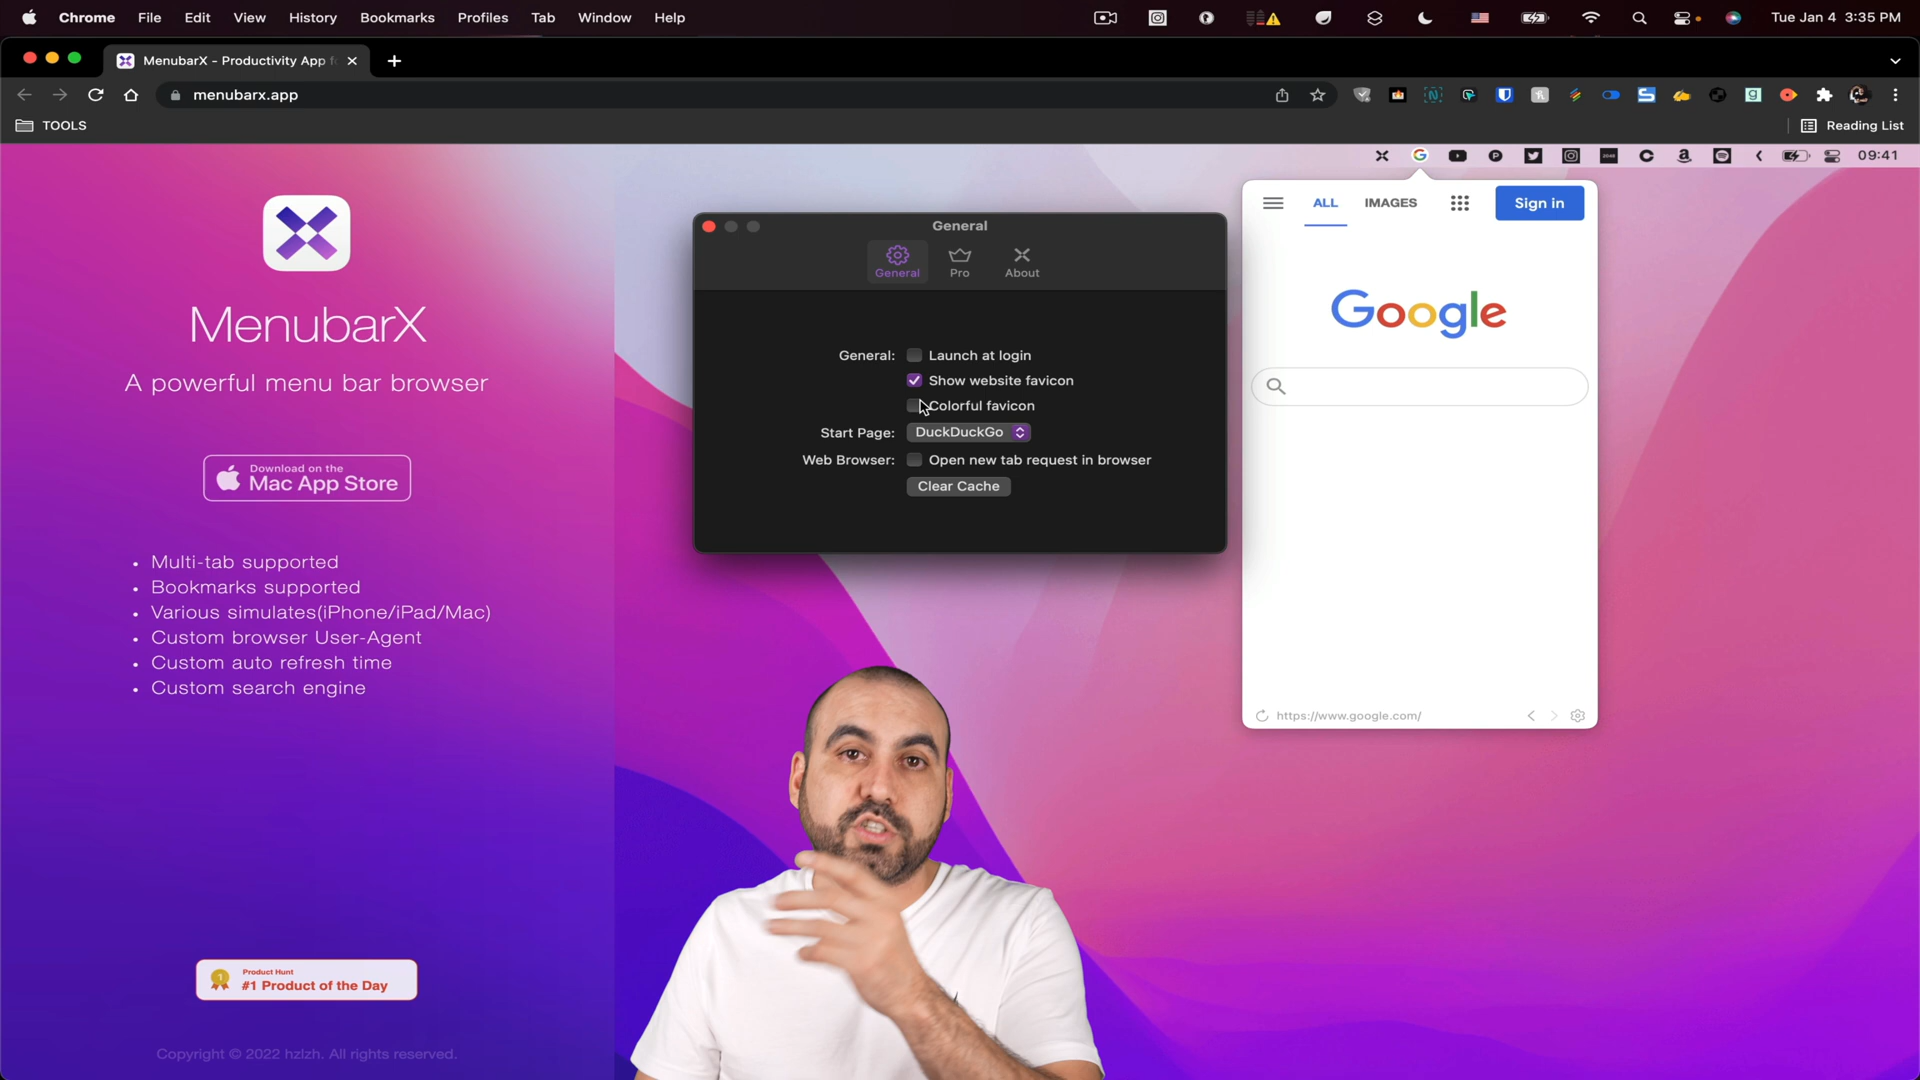 Chrome File Edit View History Bookmarks Profiles Tab Window Help
Tue Jan 4 3:35 PM
MenubarX - Productivity App f
menubarx.app
TOOLS
Reading List
09:41
MenubarX
A powerful menu bar browser
Download on the
Mac App Store
• Multi-tab supported
• Bookmarks supported
• Various simulates(iPhone/iPad/Mac)
• Custom browser User-Agent
• Custom auto refresh time
• Custom search engine
Product Hunt
1
#1 Product of the Day
Copyright © 2022 hzlzh. All rights reserved.
General
General Pro About
General: Launch at login
Show website favicon
Colorful favicon
Start Page: DuckDuckGo
Web Browser: Open new tab request in browser
Clear Cache
ALL IMAGES
Sign in
Google
https://www.google.com/